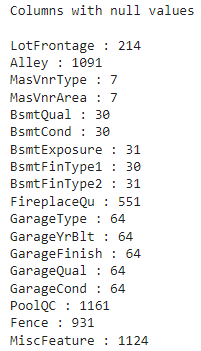 Columns with null values
LotFrontage : 214
Alley : 1091
MasVnrType : 7
MasVnrArea : 7
BsmtQual : 30
BsmtCond : 30
BsmtExposure : 31
BsmtFinType1 : 30
BsmtFinType2 : 31
FireplaceQu : 551
GarageType : 64
GarageYrBlt : 64
GarageFinish : 64
GarageQual : 64
GarageCond : 64
PoolQC : 1161
Fence : 931
MiscFeature : 1124